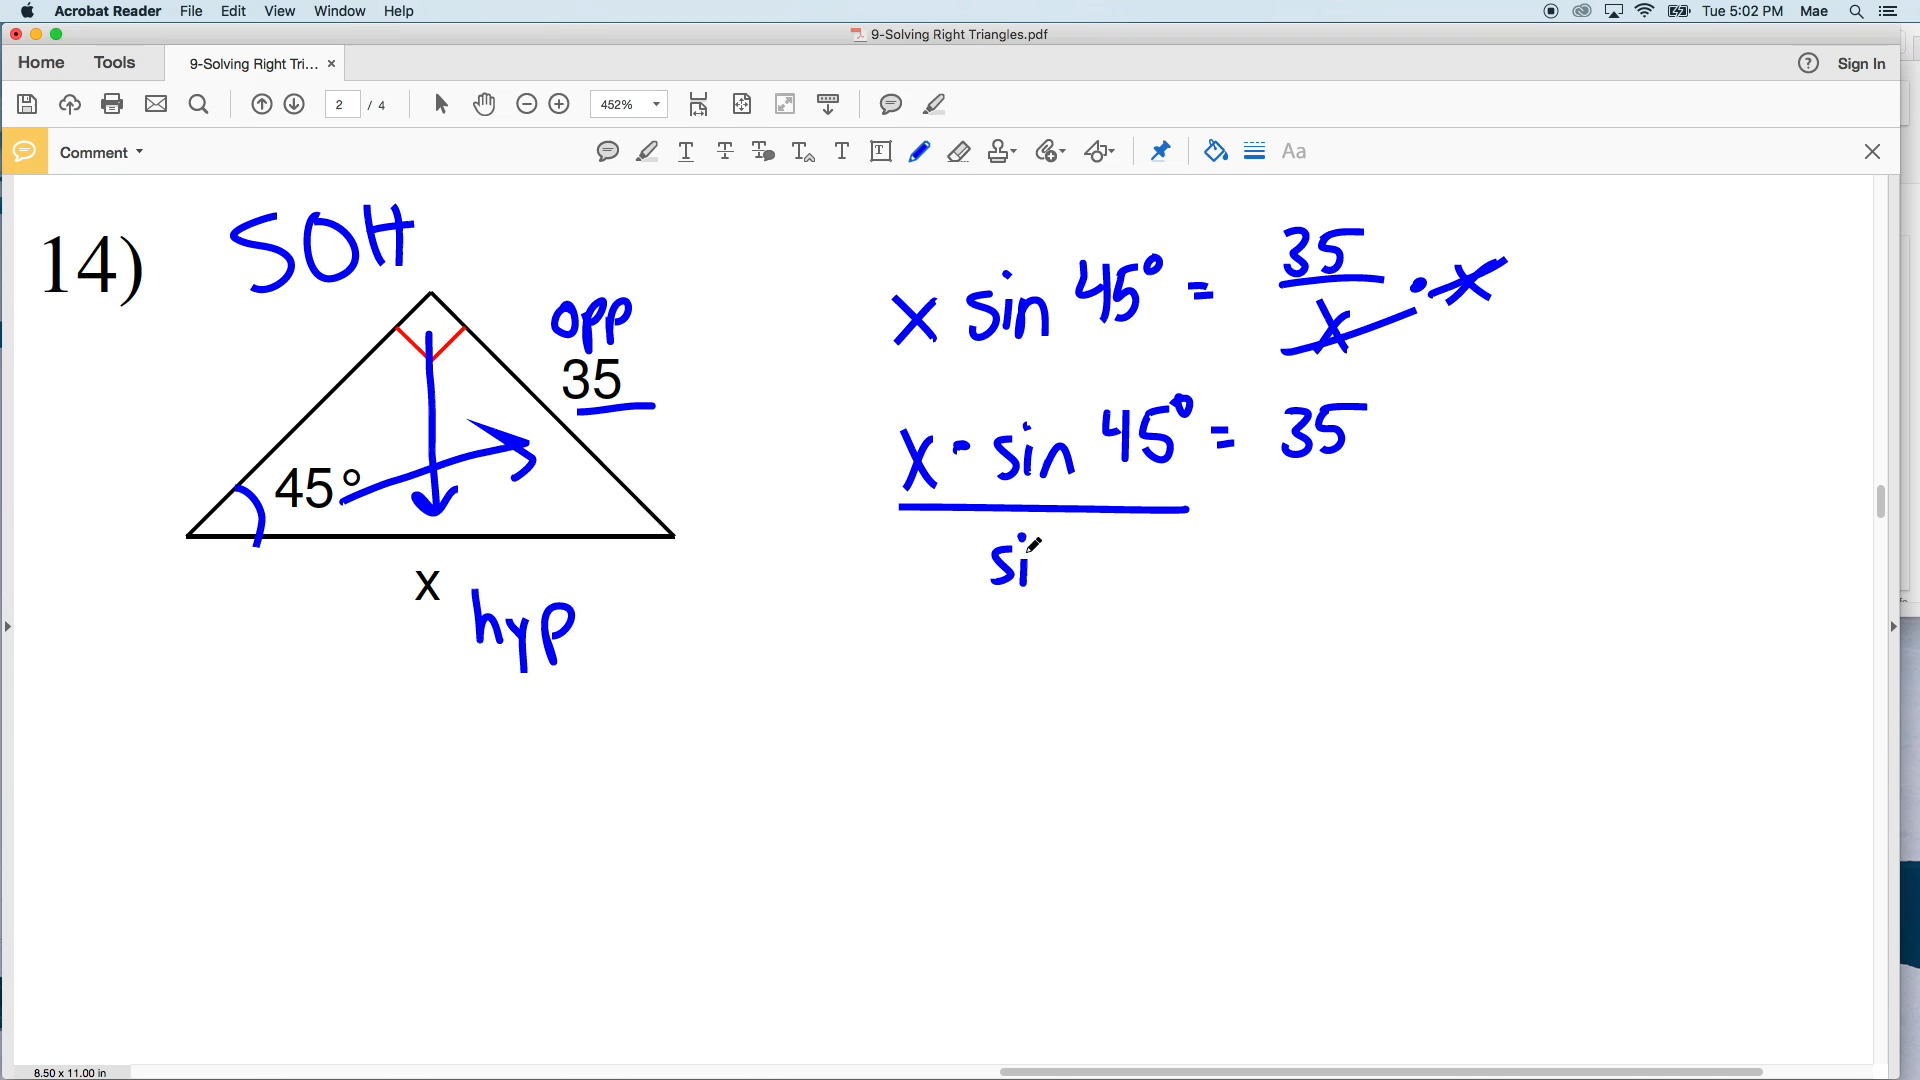 Acrobat Reader File Edit View Window Help Tue 5:02 PM Mae
9-Solving Right Triangles.pdf
Home Tools 9-Solving Right Tri... × ? Sign In
2 / 4 452%
Comment T T T T T T Aa
14)
SOH
opp
35
45°
x
hyp
x sin 45° = 35/x · x
x · sin 45° = 35
si
8.50 x 11.00 in